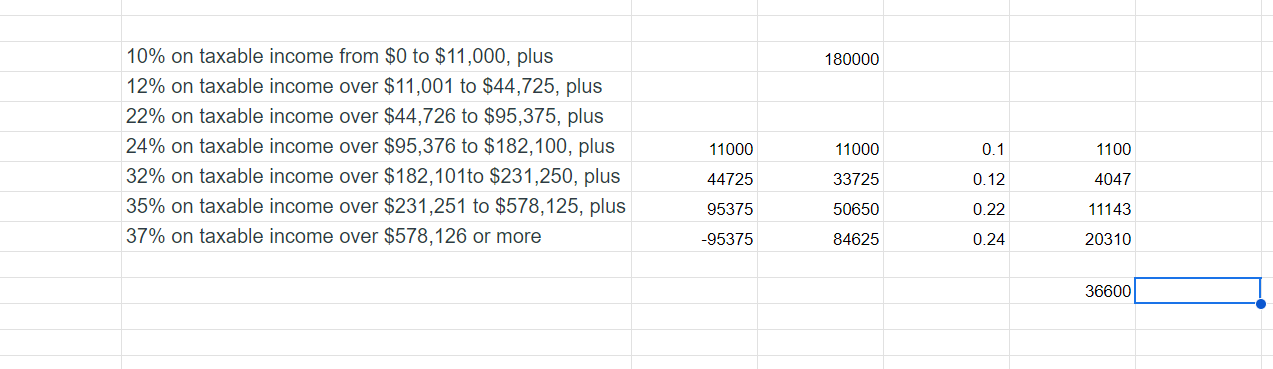 10% on taxable income from $0 to $11,000, plus 180000
12% on taxable income over $11,001 to $44,725, plus
22% on taxable income over $44,726 to $95,375, plus
24% on taxable income over $95,376 to $182,100, plus 11000 11000 0.1 1100
32% on taxable income over $182,101to $231,250, plus 44725 33725 0.12 4047
35% on taxable income over $231,251 to $578,125, plus 95375 50650 0.22 11143
37% on taxable income over $578,126 or more -95375 84625 0.24 20310
36600